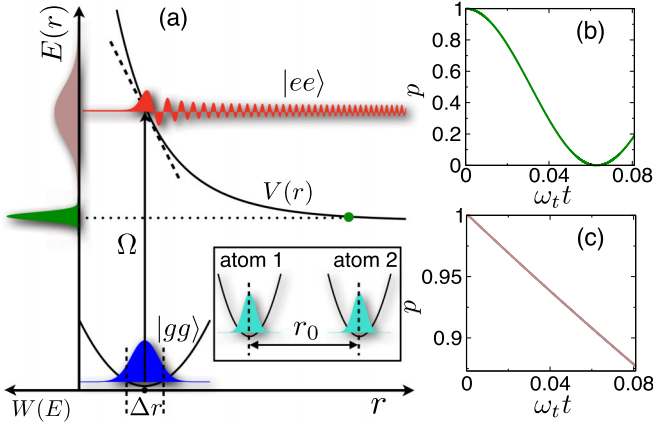 (a)
E(r)
|ee⟩
V(r)
Ω
atom 1 atom 2
r₀
|gg⟩
W(E)
Δr
r
(b)
p
1
0.8
0.6
0.4
0.2
0
0 0.04 0.08
ωₜt
(c)
p
1
0.95
0.9
0 0.04 0.08
ωₜt